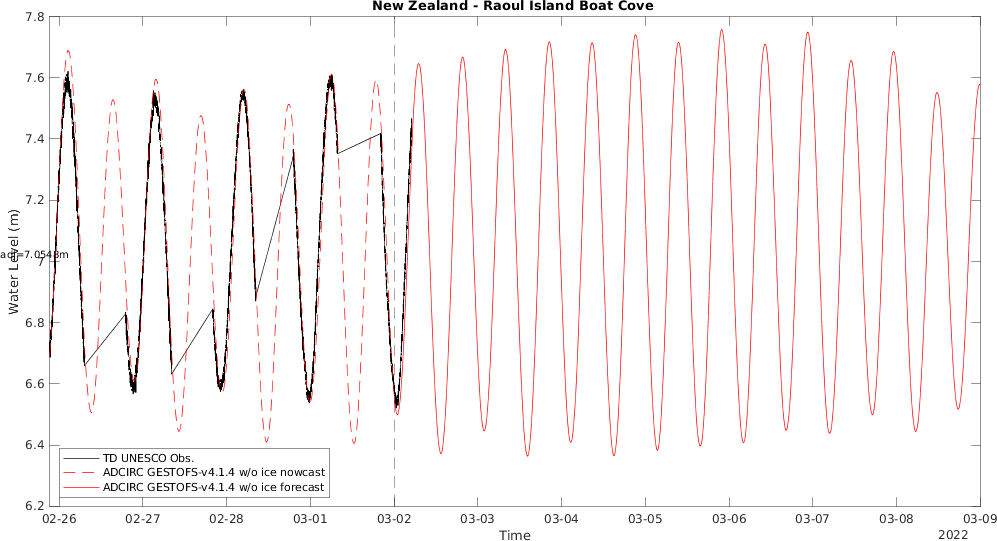 New Zealand - Raoul Island Boat Cove
7.8
7.6
7.4
7.2
7
6.8
6.6
6.4
6.2
Water Level (m)
=7.0548m
TD UNESCO Obs.
ADCIRC GESTOFS-v4.1.4 w/o ice nowcast
ADCIRC GESTOFS-v4.1.4 w/o ice forecast
02-26 02-27 02-28 03-01 03-02 03-03 03-04 03-05 03-06 03-07 03-08 03-09
Time
2022